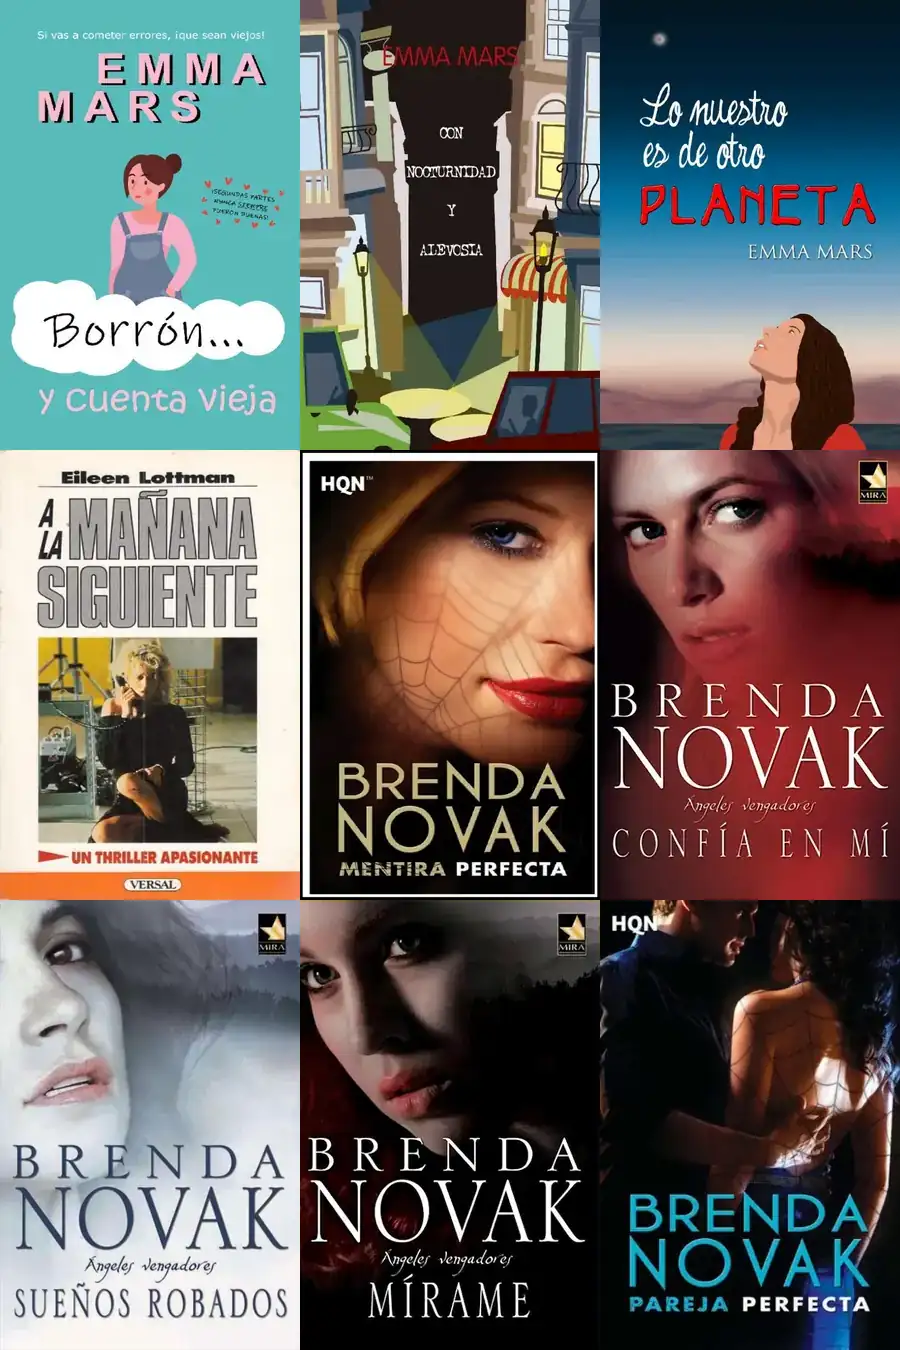 Si vas a cometer errores, ¡que sean viejos!
EMMA
MARS
¡SEGUNDAS PARTES
NUNCA SIEMPRE
FUERON BUENAS!
Borrón...
y cuenta vieja
EMMA MARS
CON
NOCTURNIDAD
Y
ALEVOSIA
Lo nuestro
es de otro
PLANETA
EMMA MARS
Eileen Lottman
A
LA MAÑANA
SIGUIENTE
UN THRILLER APASIONANTE
VERSAL
HQN™
BRENDA
NOVAK
MENTIRA PERFECTA
MIRA
BRENDA
NOVAK
Ángeles vengadores
CONFÍA EN MÍ
MIRA
BRENDA
NOVAK
Ángeles vengadores
SUEÑOS ROBADOS
MIRA
BRENDA
NOVAK
Ángeles vengadores
MÍRAME
HQN
BRENDA
NOVAK
PAREJA PERFECTA